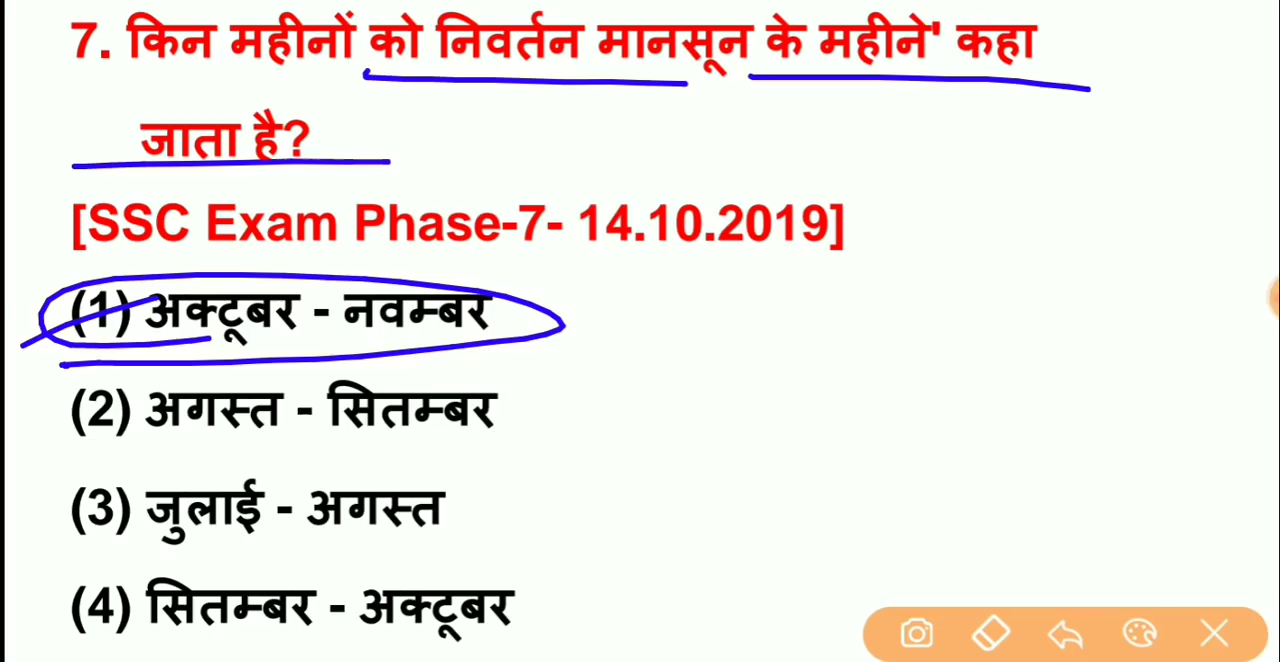 7. किन महीनों को निवर्तन मानसून के महीने' कहा
जाता है?
[SSC Exam Phase-7- 14.10.2019]
(1) अक्टूबर - नवम्बर
(2) अगस्त - सितम्बर
(3) जुलाई - अगस्त
(4) सितम्बर - अक्टूबर